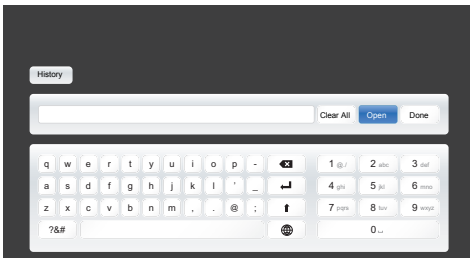 History
Clear All Open Done
q w e r t y u i o p - 1 @./ 2 abc 3 def
a s d f g h j k l ' _ 4 ghi 5 jkl 6 mno
z x c v b n m , . @ ; 7 pqrs 8 tuv 9 wxyz
?&# 0